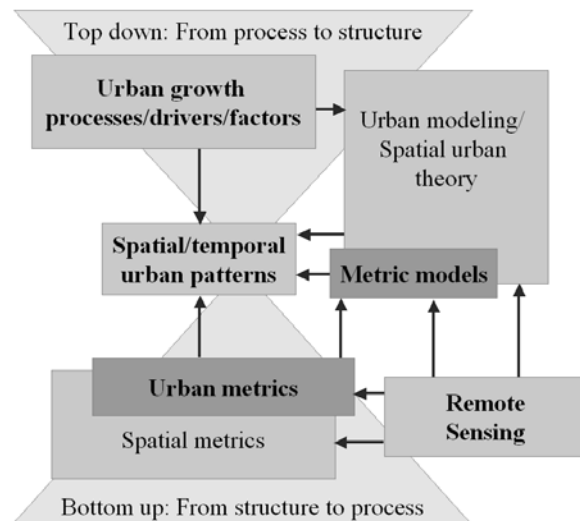 Top down: From process to structure
Urban growth
processes/drivers/factors
Urban modeling/
Spatial urban
theory
Spatial/temporal
urban patterns
Metric models
Urban metrics
Spatial metrics
Remote
Sensing
Bottom up: From structure to process